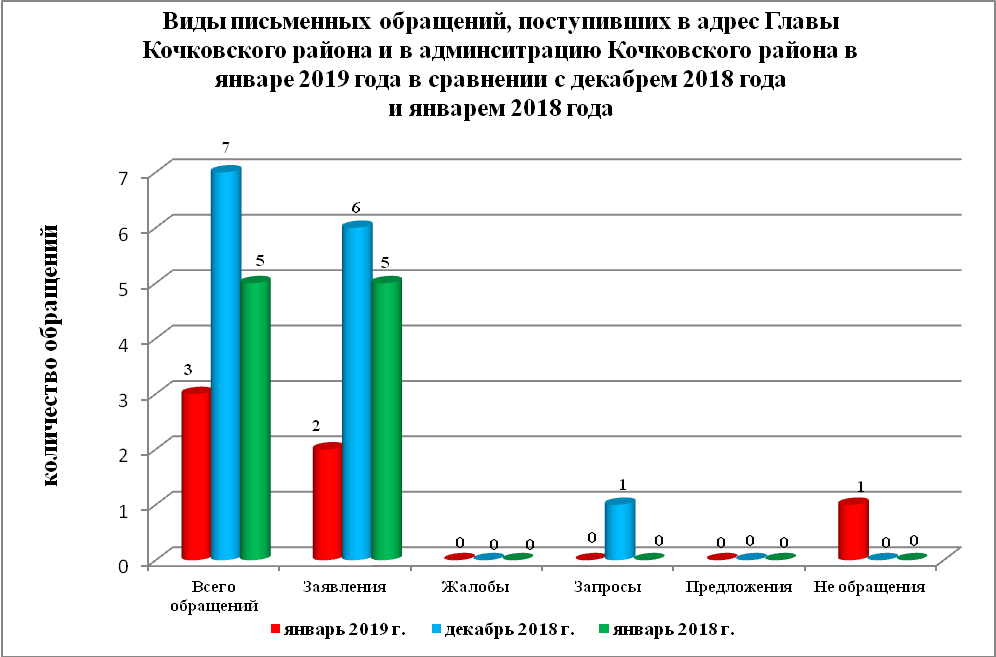 Виды письменных обращений, поступивших в адрес Главы
Кочковского района и в админситрацию Кочковского района в
январе 2019 года в сравнении с декабрем 2018 года
и январем 2018 года
количество обращений
7
6
5
4
3
2
1
0
3
7
5
2
6
5
0
0
0
0
1
0
0
0
0
1
0
0
Всего
обращений
Заявления
Жалобы
Запросы
Предложения
Не обращения
январь 2019 г.
декабрь 2018 г.
январь 2018 г.